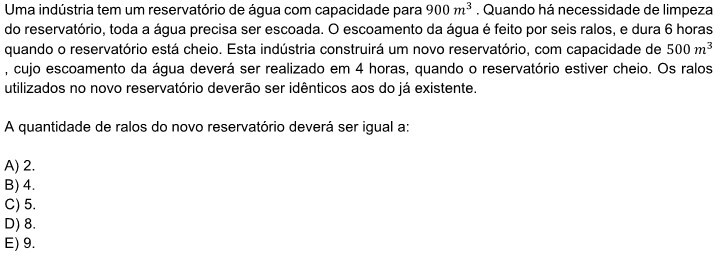 Uma indústria tem um reservatório de água com capacidade para 900 m³ . Quando há necessidade de limpeza
do reservatório, toda a água precisa ser escoada. O escoamento da água é feito por seis ralos, e dura 6 horas
quando o reservatório está cheio. Esta indústria construirá um novo reservatório, com capacidade de 500 m³
, cujo escoamento da água deverá ser realizado em 4 horas, quando o reservatório estiver cheio. Os ralos
utilizados no novo reservatório deverão ser idênticos aos do já existente.
A quantidade de ralos do novo reservatório deverá ser igual a:
A) 2.
B) 4.
C) 5.
D) 8.
E) 9.